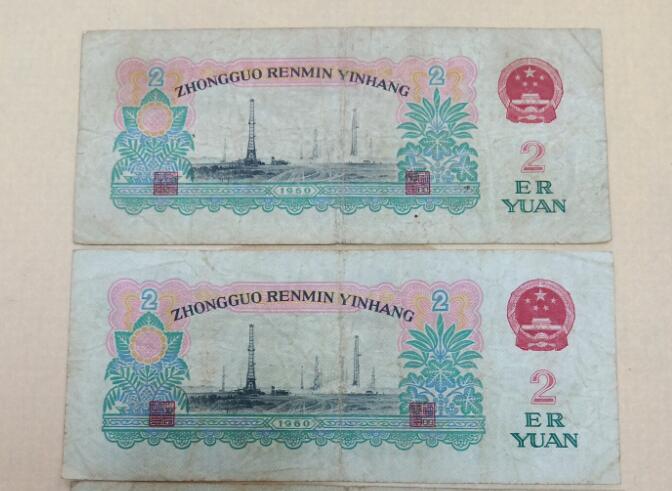 2 2
ZHONGGUO RENMIN YINHANG
1960
2
ER
YUAN
2 2
ZHONGGUO RENMIN YINHANG
1960
2
ER
YUAN